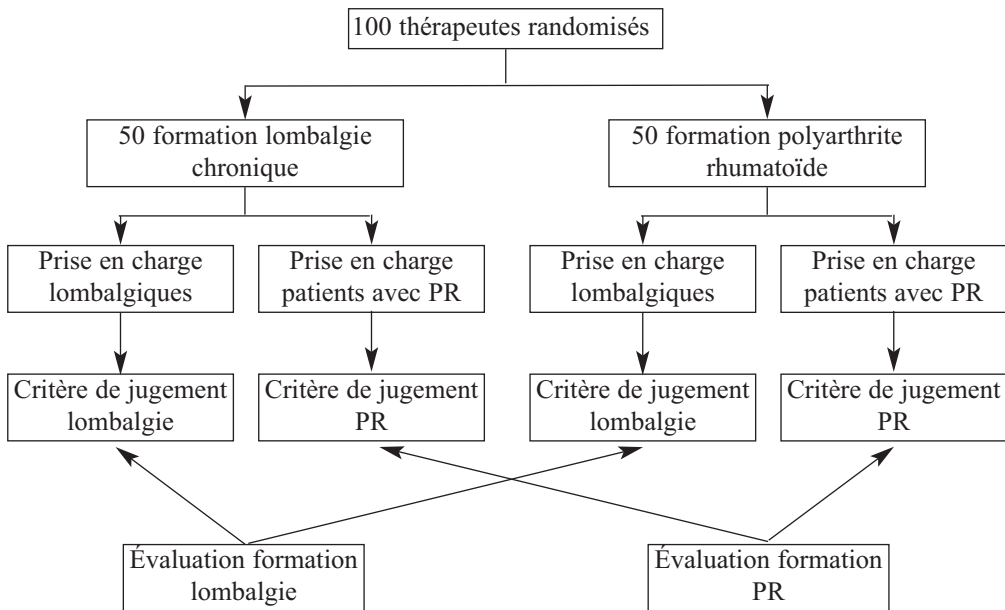 100 thérapeutes randomisés
50 formation lombalgie
chronique
50 formation polyarthrite
rhumatoïde
Prise en charge
lombalgiques
Prise en charge
patients avec PR
Prise en charge
lombalgiques
Prise en charge
patients avec PR
Critère de jugement
lombalgie
Critère de jugement
PR
Critère de jugement
lombalgie
Critère de jugement
PR
Évaluation formation
lombalgie
Évaluation formation
PR